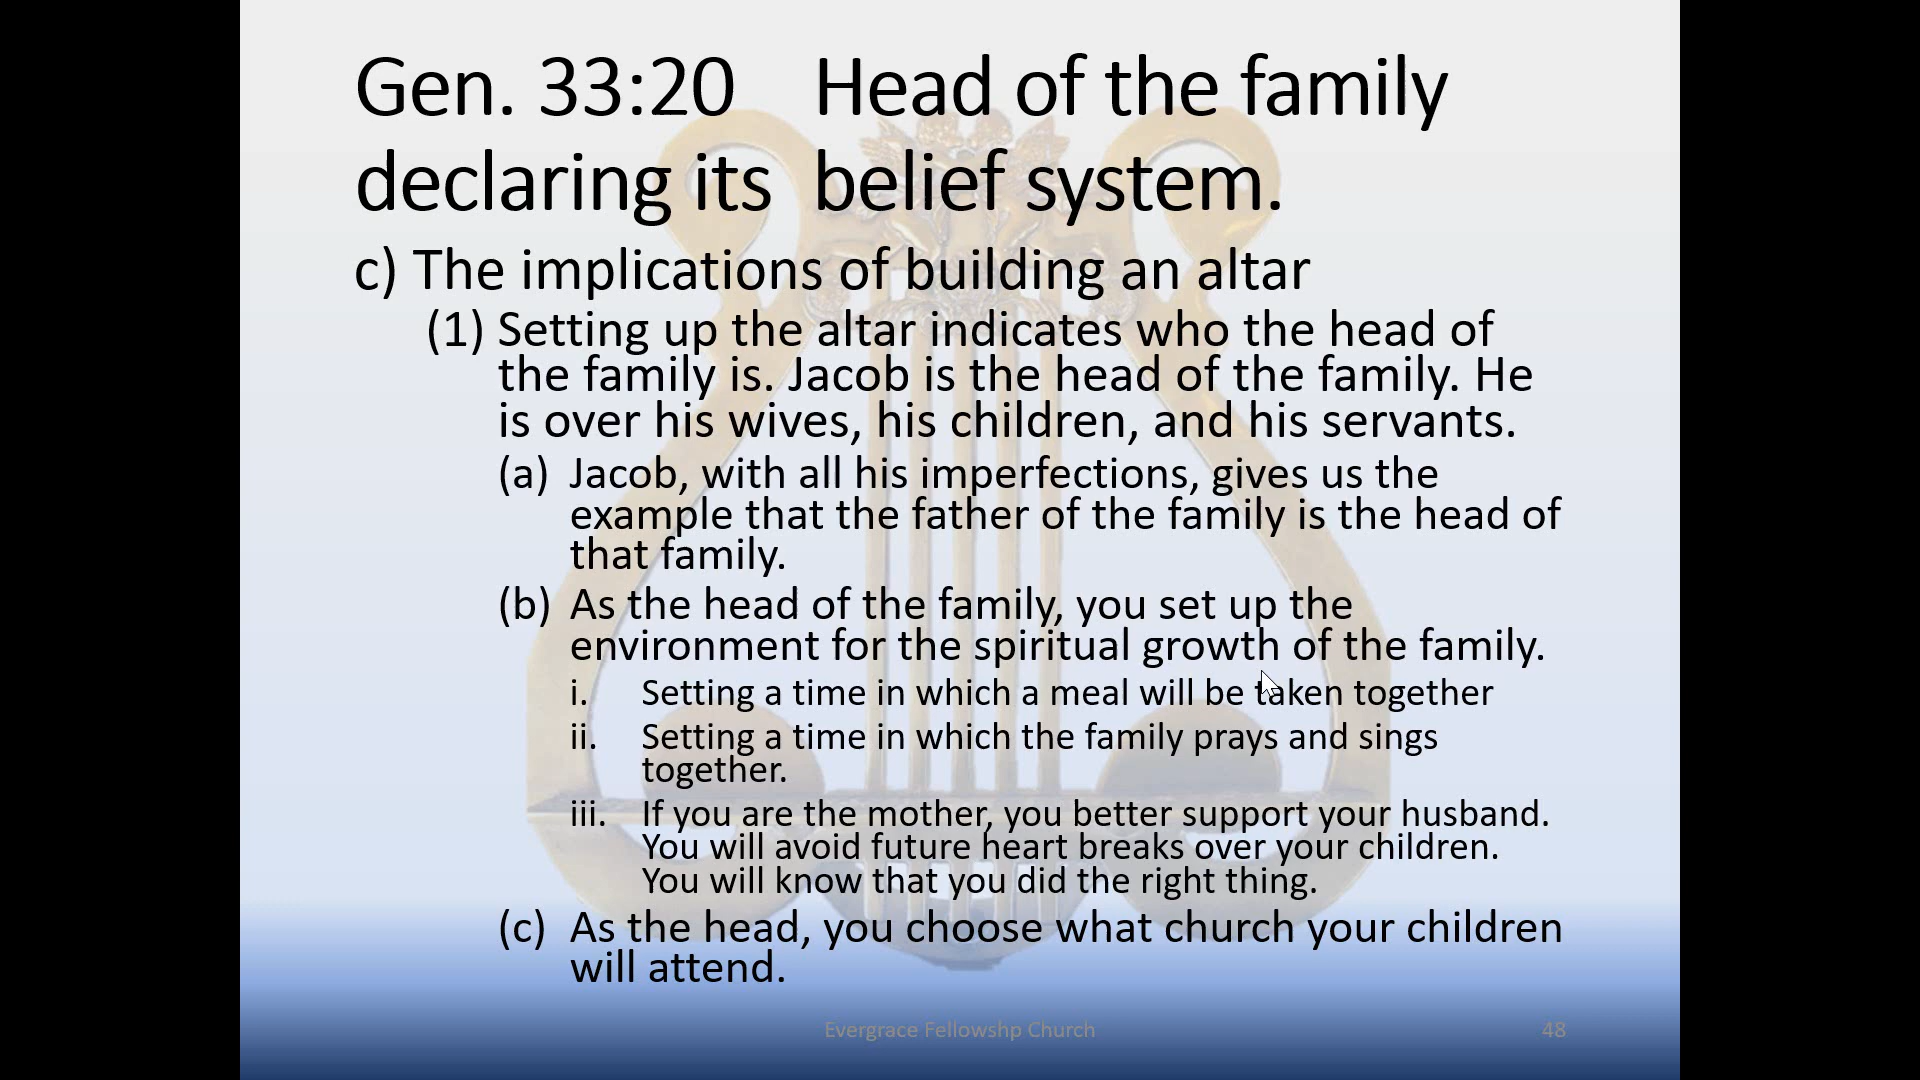 Gen. 33:20    Head of the family
declaring its  belief system.
c) The implications of building an altar
(1) Setting up the altar indicates who the head of
the family is. Jacob is the head of the family. He
is over his wives, his children, and his servants.
(a) Jacob, with all his imperfections, gives us the
example that the father of the family is the head of
that family.
(b) As the head of the family, you set up the
environment for the spiritual growth of the family.
i. Setting a time in which a meal will be taken together
ii. Setting a time in which the family prays and sings
together.
iii. If you are the mother, you better support your husband.
You will avoid future heart breaks over your children.
You will know that you did the right thing.
(c) As the head, you choose what church your children
will attend.
Evergrace Fellowshp Church 48